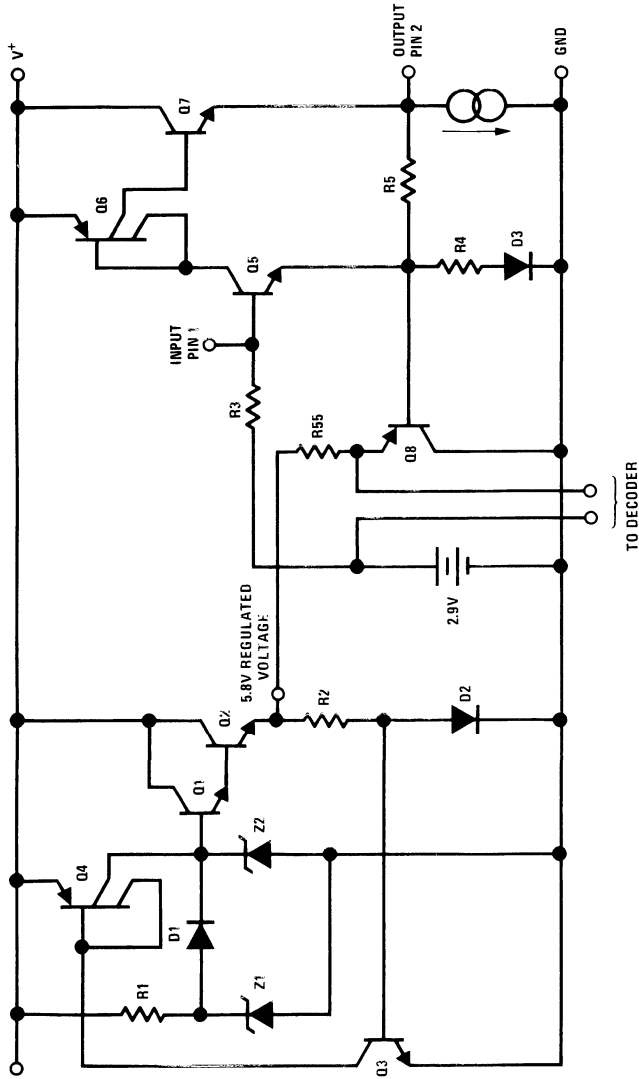 V+
Q4
Q1
Q2
Q6
Q7
R1
D1
Z1
Z2
Q3
5.8V REGULATED
VOLTAGE
R2
D2
2.9V
R3
INPUT
PIN 1
Q5
R55
Q8
R5
R4
D3
OUTPUT
PIN 2
GND
TO DECODER